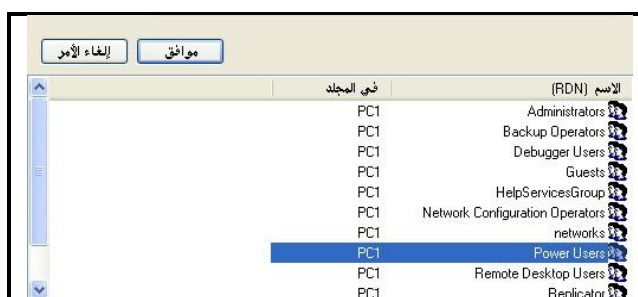 موافق إلغاء الأمر
الاسم (RDN) في المجلد
Administrators PC1
Backup Operators PC1
Debugger Users PC1
Guests PC1
HelpServicesGroup PC1
Network Configuration Operators PC1
networks PC1
Power Users PC1
Remote Desktop Users PC1
Replicator PC1